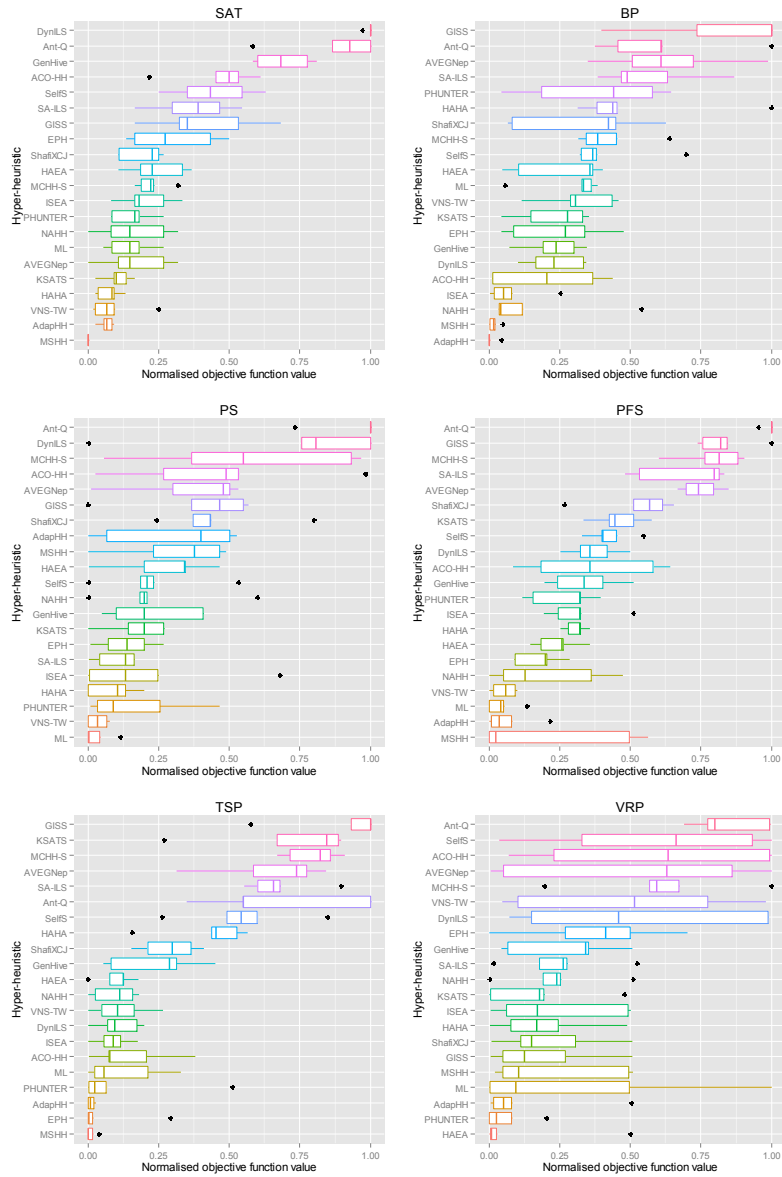 SAT
Hyper-heuristic
DynILS
Ant-Q
GenHive
ACO-HH
SelfS
SA-ILS
GISS
EPH
ShafiXCJ
HAEA
MCHH-S
ISEA
PHUNTER
NAHH
ML
AVEGNep
KSATS
HAHA
VNS-TW
AdapHH
MSHH
0.00 0.25 0.50 0.75 1.00
Normalised objective function value
BP
Hyper-heuristic
GISS
Ant-Q
AVEGNep
SA-ILS
PHUNTER
HAHA
ShafiXCJ
MCHH-S
SelfS
HAEA
ML
VNS-TW
KSATS
EPH
GenHive
DynILS
ACO-HH
ISEA
NAHH
MSHH
AdapHH
0.00 0.25 0.50 0.75 1.00
Normalised objective function value
PS
Hyper-heuristic
Ant-Q
DynILS
MCHH-S
ACO-HH
AVEGNep
GISS
ShafiXCJ
AdapHH
MSHH
HAEA
SelfS
NAHH
GenHive
KSATS
EPH
SA-ILS
ISEA
HAHA
PHUNTER
VNS-TW
ML
0.00 0.25 0.50 0.75 1.00
Normalised objective function value
PFS
Hyper-heuristic
Ant-Q
GISS
MCHH-S
SA-ILS
AVEGNep
ShafiXCJ
KSATS
SelfS
DynILS
ACO-HH
GenHive
PHUNTER
ISEA
HAHA
HAEA
EPH
NAHH
VNS-TW
ML
AdapHH
MSHH
0.00 0.25 0.50 0.75 1.00
Normalised objective function value
TSP
Hyper-heuristic
GISS
KSATS
MCHH-S
AVEGNep
SA-ILS
Ant-Q
SelfS
HAHA
ShafiXCJ
GenHive
HAEA
NAHH
VNS-TW
DynILS
ISEA
ACO-HH
ML
PHUNTER
AdapHH
EPH
MSHH
0.00 0.25 0.50 0.75 1.00
Normalised objective function value
VRP
Hyper-heuristic
Ant-Q
SelfS
ACO-HH
AVEGNep
MCHH-S
VNS-TW
DynILS
EPH
GenHive
SA-ILS
NAHH
KSATS
ISEA
HAHA
ShafiXCJ
GISS
MSHH
ML
AdapHH
PHUNTER
HAEA
0.00 0.25 0.50 0.75 1.00
Normalised objective function value